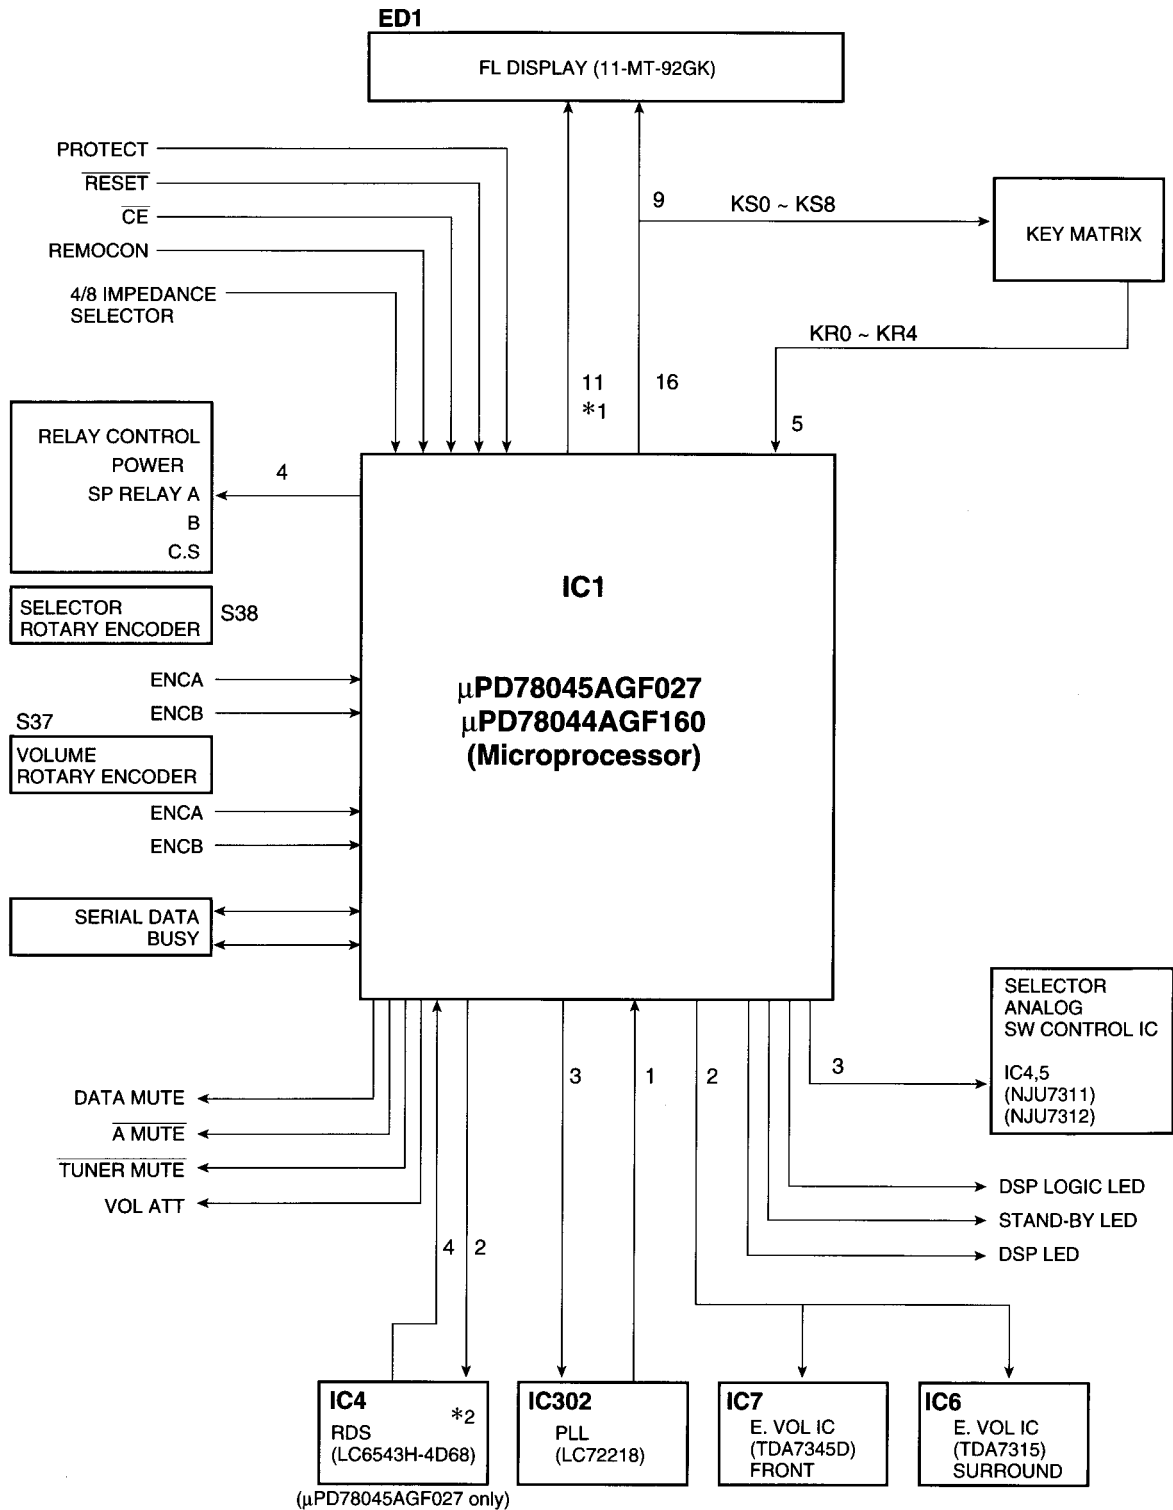 ED1
FL DISPLAY (11-MT-92GK)
PROTECT
RESET
CE
REMOCON
4/8 IMPEDANCE
SELECTOR
9
KS0 ~ KS8
KEY MATRIX
KR0 ~ KR4
11
*1
16
5
RELAY CONTROL
POWER
SP RELAY A
B
C.S
4
SELECTOR
ROTARY ENCODER
S38
ENCA
ENCB
S37
VOLUME
ROTARY ENCODER
ENCA
ENCB
SERIAL DATA
BUSY
IC1
µPD78045AGF027
µPD78044AGF160
(Microprocessor)
SELECTOR
ANALOG
SW CONTROL IC
IC4,5
(NJU7311)
(NJU7312)
3
1
2
3
DATA MUTE
A MUTE
TUNER MUTE
VOL ATT
4
2
DSP LOGIC LED
STAND-BY LED
DSP LED
IC4
*2
RDS
(LC6543H-4D68)
(µPD78045AGF027 only)
IC302
PLL
(LC72218)
IC7
E. VOL IC
(TDA7345D)
FRONT
IC6
E. VOL IC
(TDA7315)
SURROUND